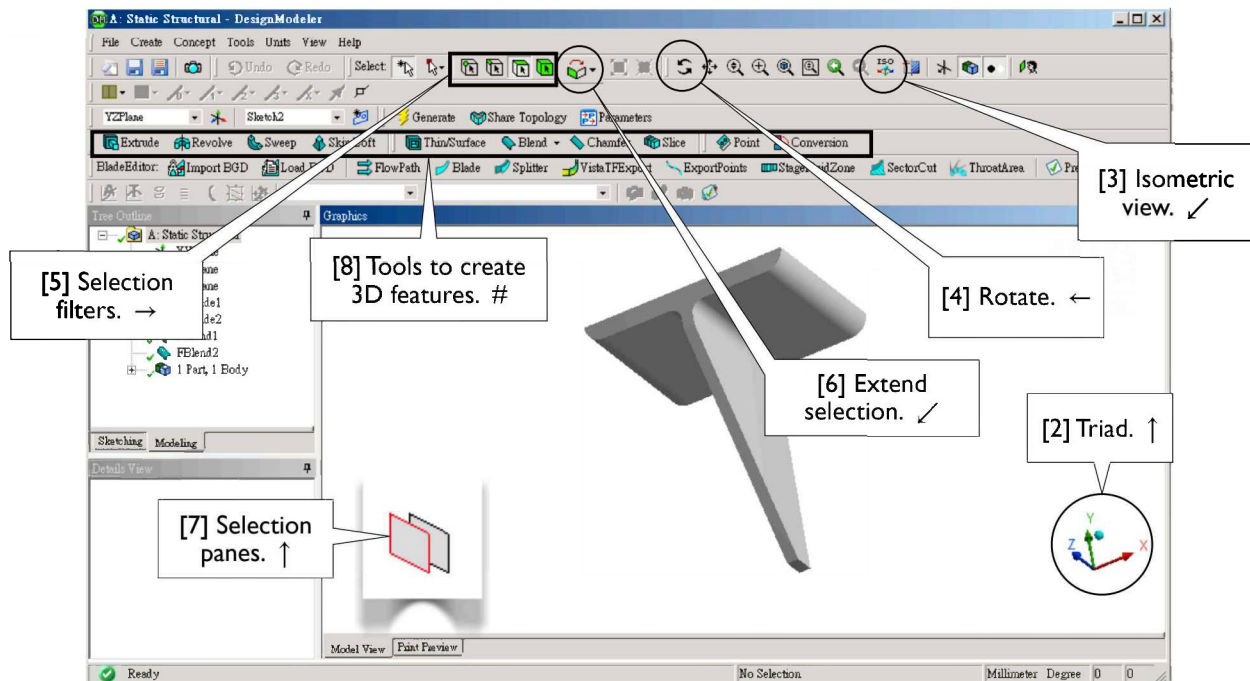 A: Static Structural - DesignModeler
File Create Concept Tools Units View Help
Undo Redo Select:
ISO
YZPlane Sketch2 Generate Share Topology Parameters
Extrude Revolve Sweep Thin/Surface Blend Chamfer Slice Point Conversion
BladeEditor: Import BGD FlowPath Blade Splitter VistaTFExport ExportPoints SectorCut ThroatArea
Tree Outline
Graphics
A: Static
FBlend2
1 Part, 1 Body
Sketching Modeling
Details View
[3] Isometric
view. ↙
[5] Selection
filters. →
[8] Tools to create
3D features. #
[4] Rotate. ←
[6] Extend
selection. ↙
[2] Triad. ↑
[7] Selection
panes. ↑
Y
Z
X
Model View Print Preview
Ready No Selection Millimeter Degree 0 0